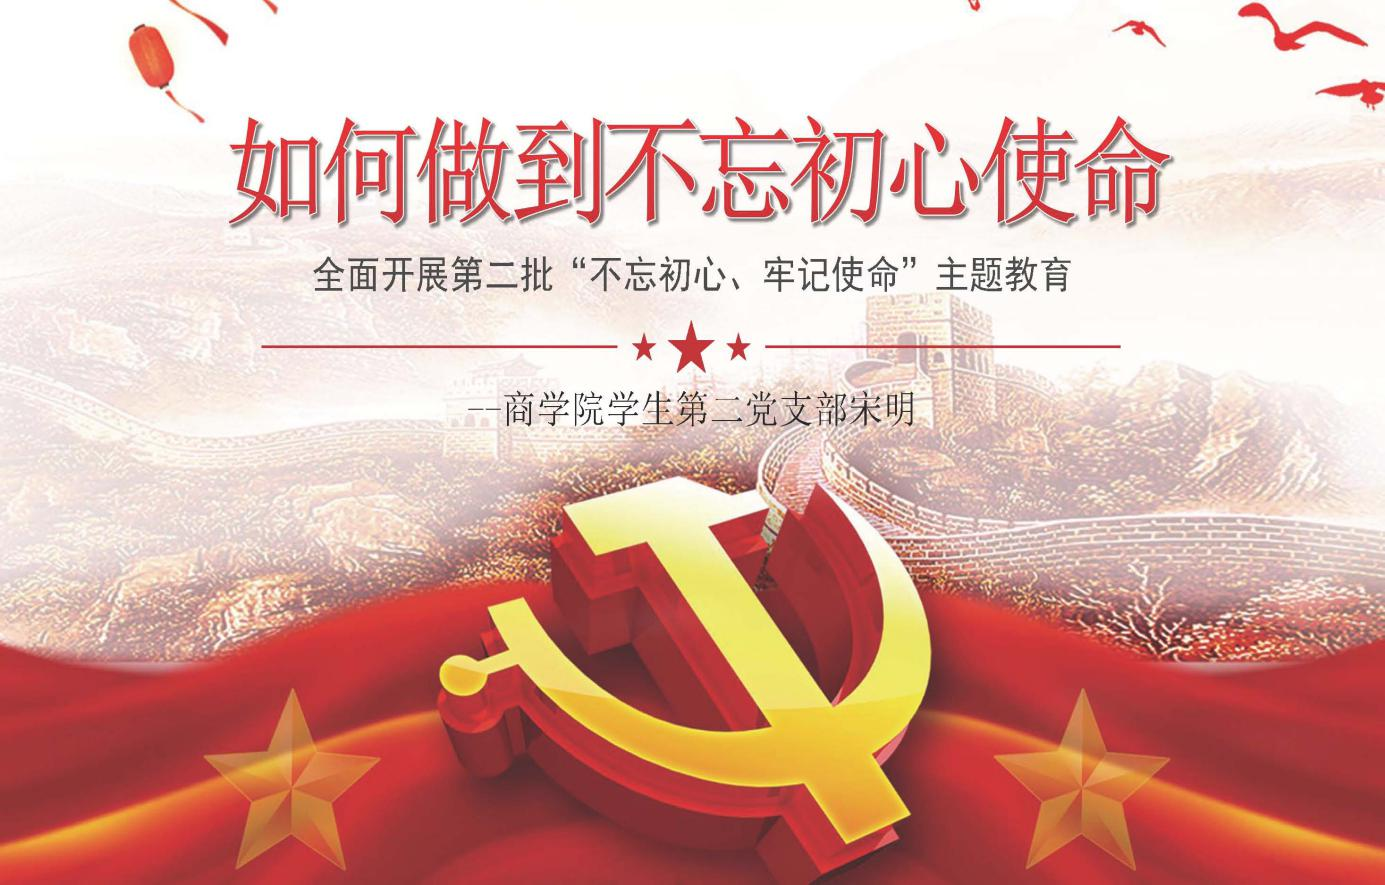 如何做到不忘初心使命
全面开展第二批“不忘初心、牢记使命”主题教育
--商学院学生第二党支部宋明